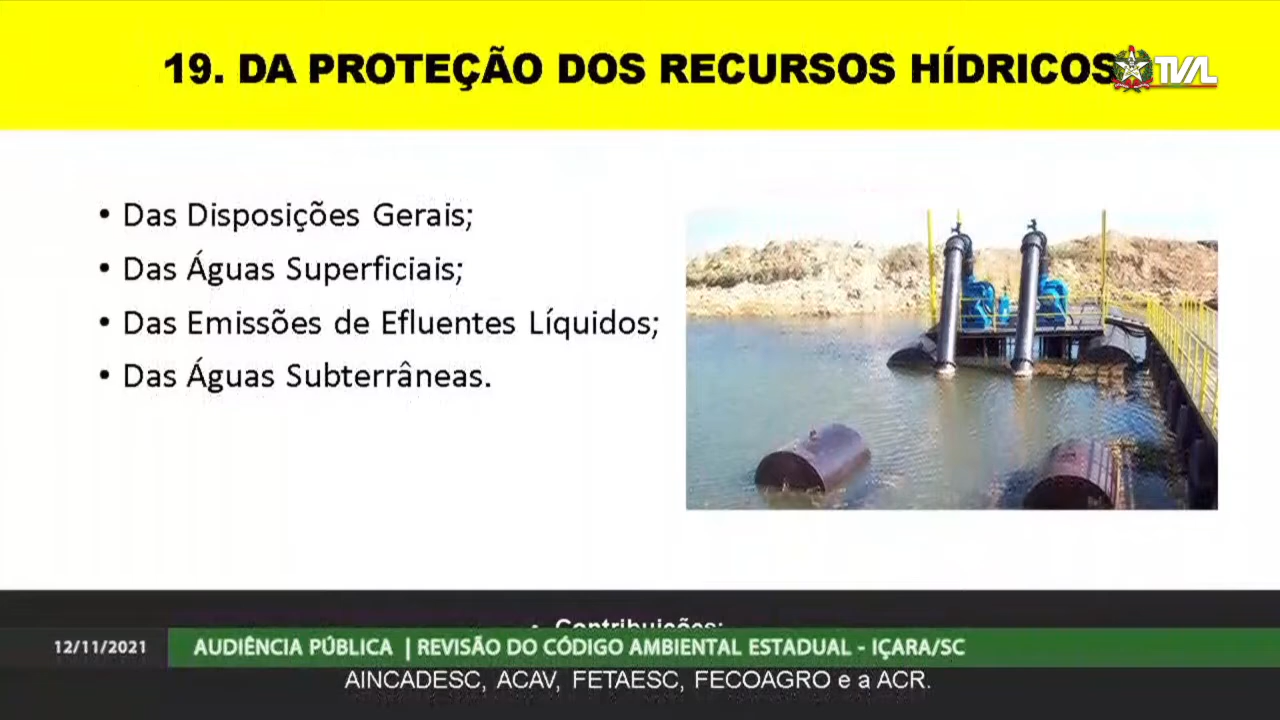 19. DA PROTEÇÃO DOS RECURSOS HÍDRICOS
TVAL
• Das Disposições Gerais;
• Das Águas Superficiais;
• Das Emissões de Efluentes Líquidos;
• Das Águas Subterrâneas.
• Contribuições:
12/11/2021
AUDIÊNCIA PÚBLICA | REVISÃO DO CÓDIGO AMBIENTAL ESTADUAL - IÇARA/SC
AINCADESC, ACAV, FETAESC, FECOAGRO e a ACR.